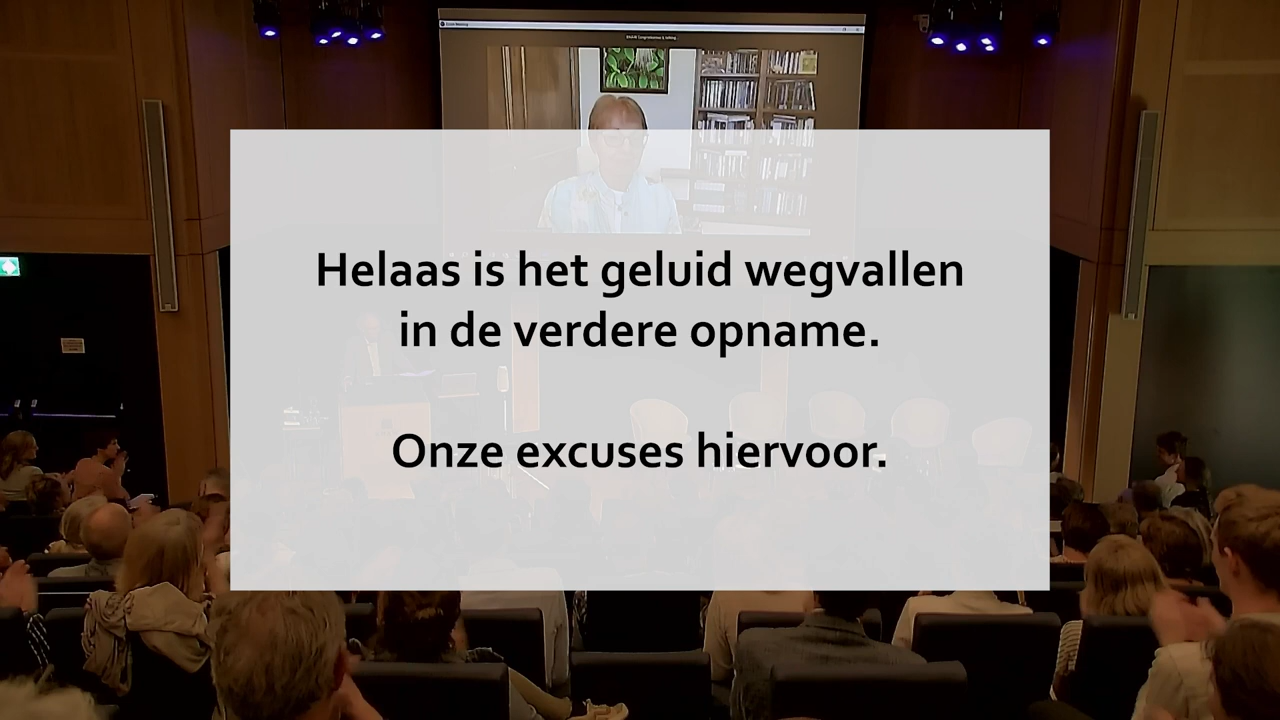 Helaas is het geluid wegvallen
in de verdere opname.
Onze excuses hiervoor.